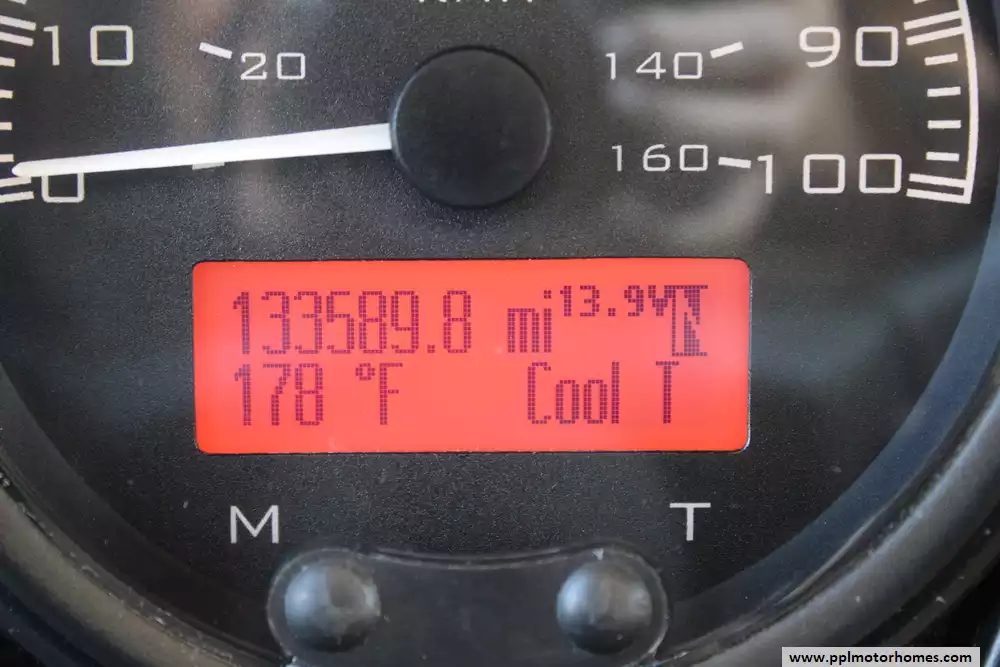 10 20 140 90
0 160 100
133589.8 mi 13.9V N
178 °F Cool T
M T
www.pplmotorhomes.com